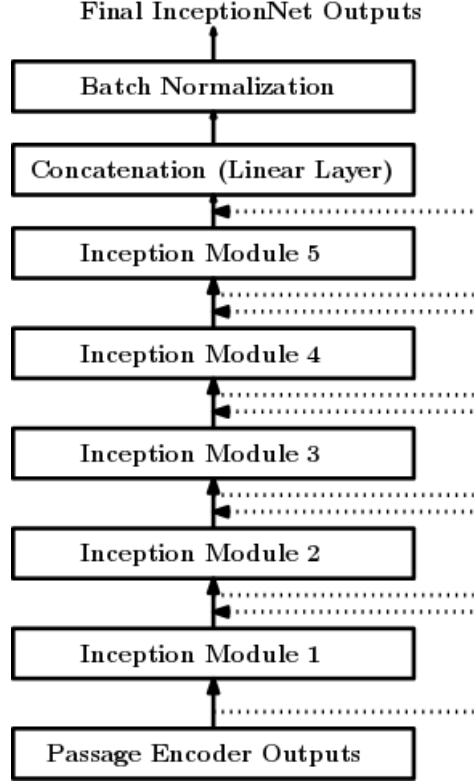 Final InceptionNet Outputs
Batch Normalization
Concatenation (Linear Layer)
Inception Module 5
Inception Module 4
Inception Module 3
Inception Module 2
Inception Module 1
Passage Encoder Outputs